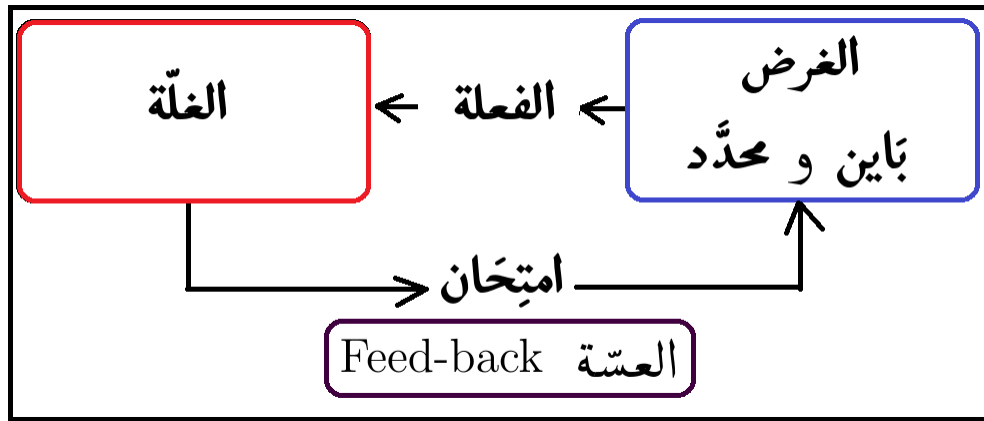 الغرض
بَاين و محدَّد
الفعلة
الغلّة
امتِحَان
العسّة Feed-back